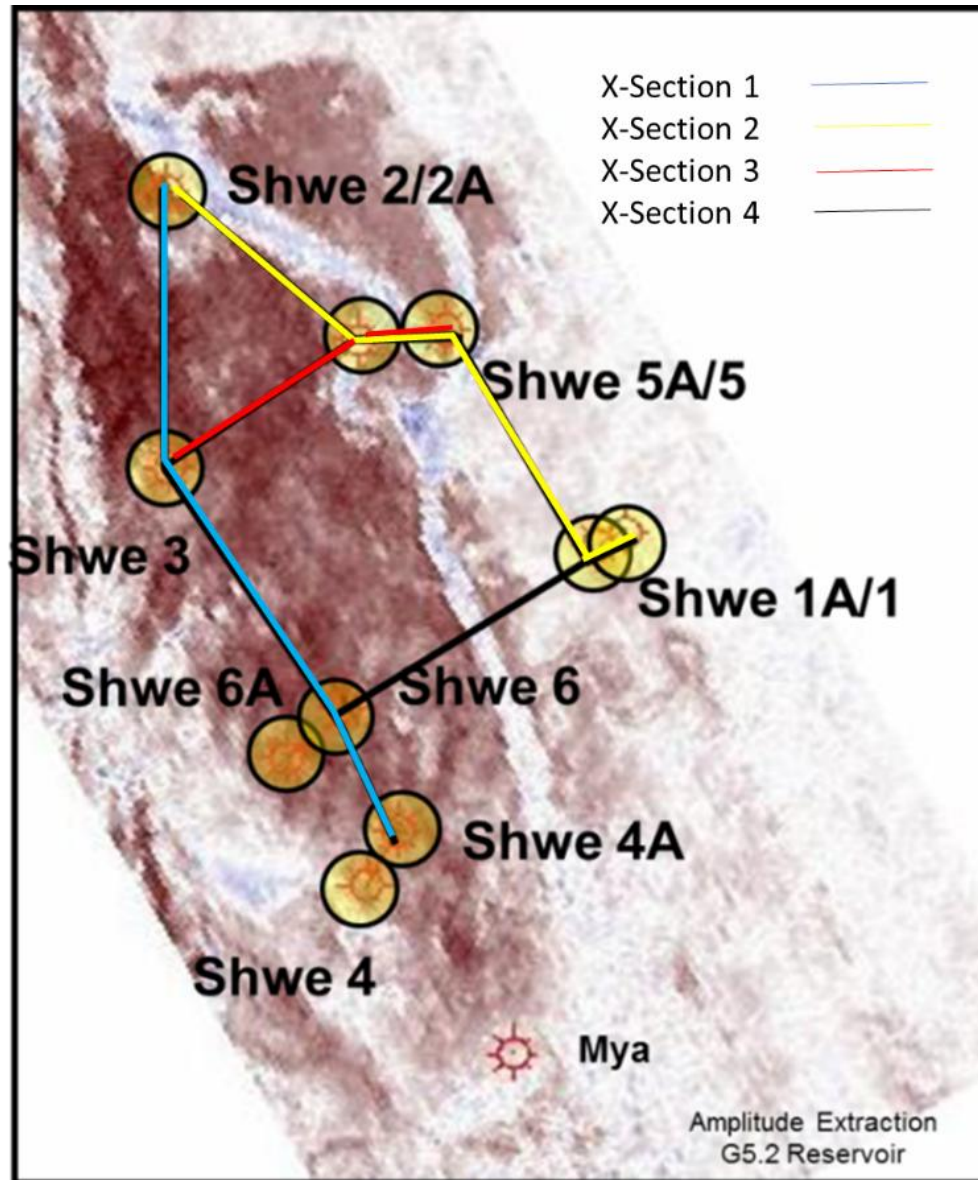 X-Section 1
X-Section 2
X-Section 3
X-Section 4
Shwe 2/2A
Shwe 5A/5
Shwe 3
Shwe 1A/1
Shwe 6A
Shwe 6
Shwe 4A
Shwe 4
Mya
Amplitude Extraction
G5.2 Reservoir